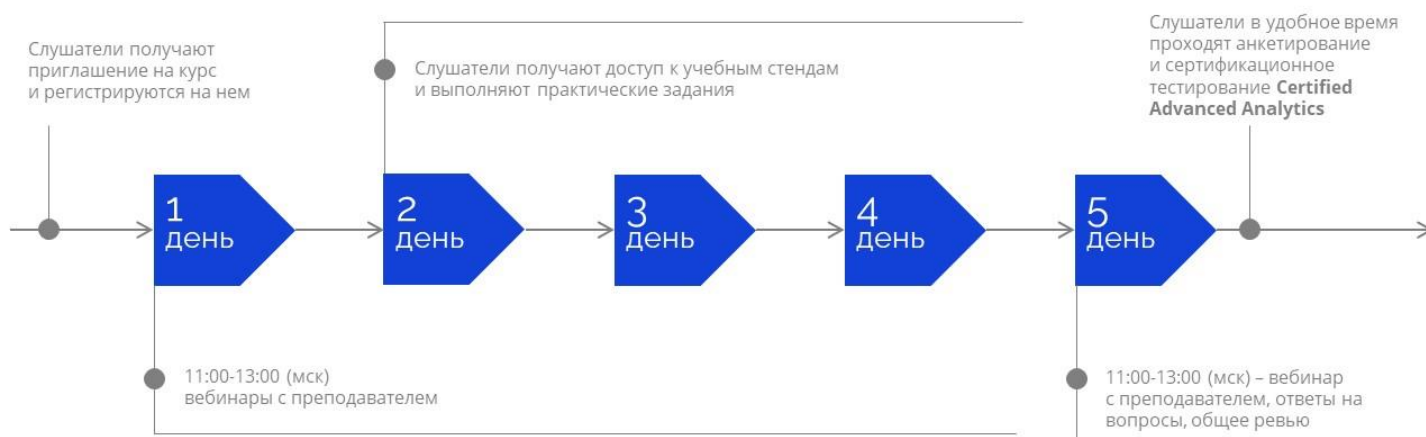 Слушатели получают
приглашение на курс
и регистрируются на нем
Слушатели получают доступ к учебным стендам
и выполняют практические задания
Слушатели в удобное время
проходят анкетирование
и сертификационное
тестирование Certified
Advanced Analytics
1
день
2
день
3
день
4
день
5
день
11:00-13:00 (мск)
вебинары с преподавателем
11:00-13:00 (мск) – вебинар
с преподавателем, ответы на
вопросы, общее ревью